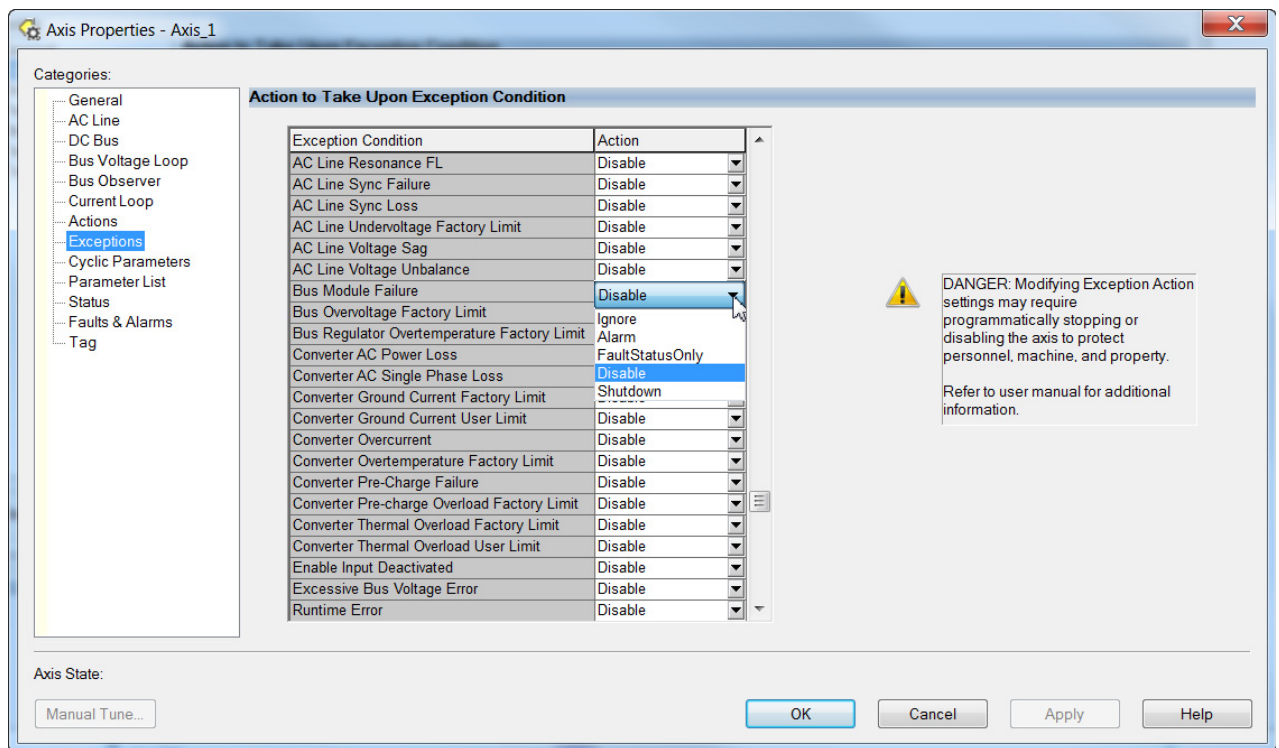 Axis Properties - Axis_1
Categories:
General
AC Line
DC Bus
Bus Voltage Loop
Bus Observer
Current Loop
Actions
Exceptions
Cyclic Parameters
Parameter List
Status
Faults & Alarms
Tag
Action to Take Upon Exception Condition
Exception Condition Action
AC Line Resonance FL Disable
AC Line Sync Failure Disable
AC Line Sync Loss Disable
AC Line Undervoltage Factory Limit Disable
AC Line Voltage Sag Disable
AC Line Voltage Unbalance Disable
Bus Module Failure Disable
Bus Overvoltage Factory Limit
Bus Regulator Overtemperature Factory Limit
Converter AC Power Loss
Converter AC Single Phase Loss
Converter Ground Current Factory Limit
Ignore
Alarm
FaultStatusOnly
Disable
Shutdown
Converter Ground Current User Limit Disable
Converter Overcurrent Disable
Converter Overtemperature Factory Limit Disable
Converter Pre-Charge Failure Disable
Converter Pre-charge Overload Factory Limit Disable
Converter Thermal Overload Factory Limit Disable
Converter Thermal Overload User Limit Disable
Enable Input Deactivated Disable
Excessive Bus Voltage Error Disable
Runtime Error Disable
DANGER: Modifying Exception Action
settings may require
programmatically stopping or
disabling the axis to protect
personnel, machine, and property.
Refer to user manual for additional
information.
Axis State:
Manual Tune...
OK
Cancel
Apply
Help